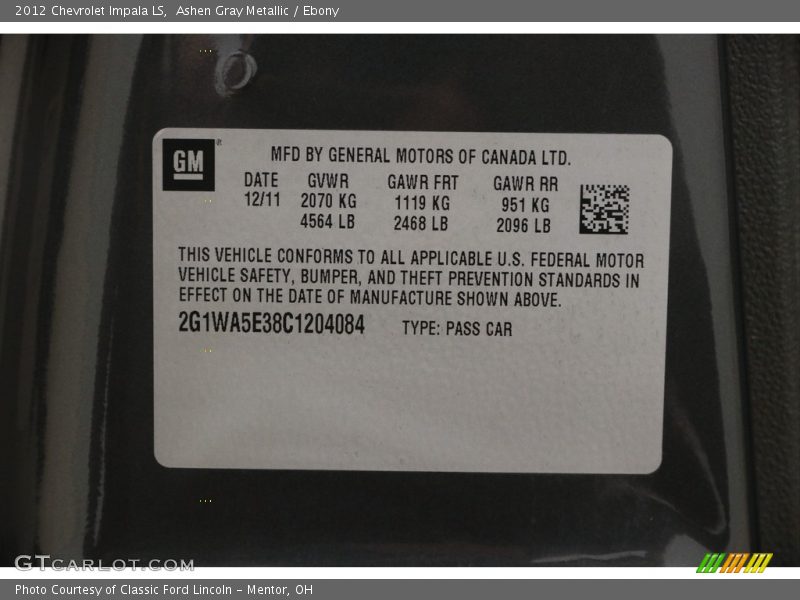 2012 Chevrolet Impala LS, Ashen Gray Metallic / Ebony
GM
MFD BY GENERAL MOTORS OF CANADA LTD.
DATE GVWR GAWR FRT GAWR RR
12/11 2070 KG 1119 KG 951 KG
4564 LB 2468 LB 2096 LB
THIS VEHICLE CONFORMS TO ALL APPLICABLE U.S. FEDERAL MOTOR
VEHICLE SAFETY, BUMPER, AND THEFT PREVENTION STANDARDS IN
EFFECT ON THE DATE OF MANUFACTURE SHOWN ABOVE.
2G1WA5E38C1204084 TYPE: PASS CAR
GTCARLOT.COM
Photo Courtesy of Classic Ford Lincoln - Mentor, OH